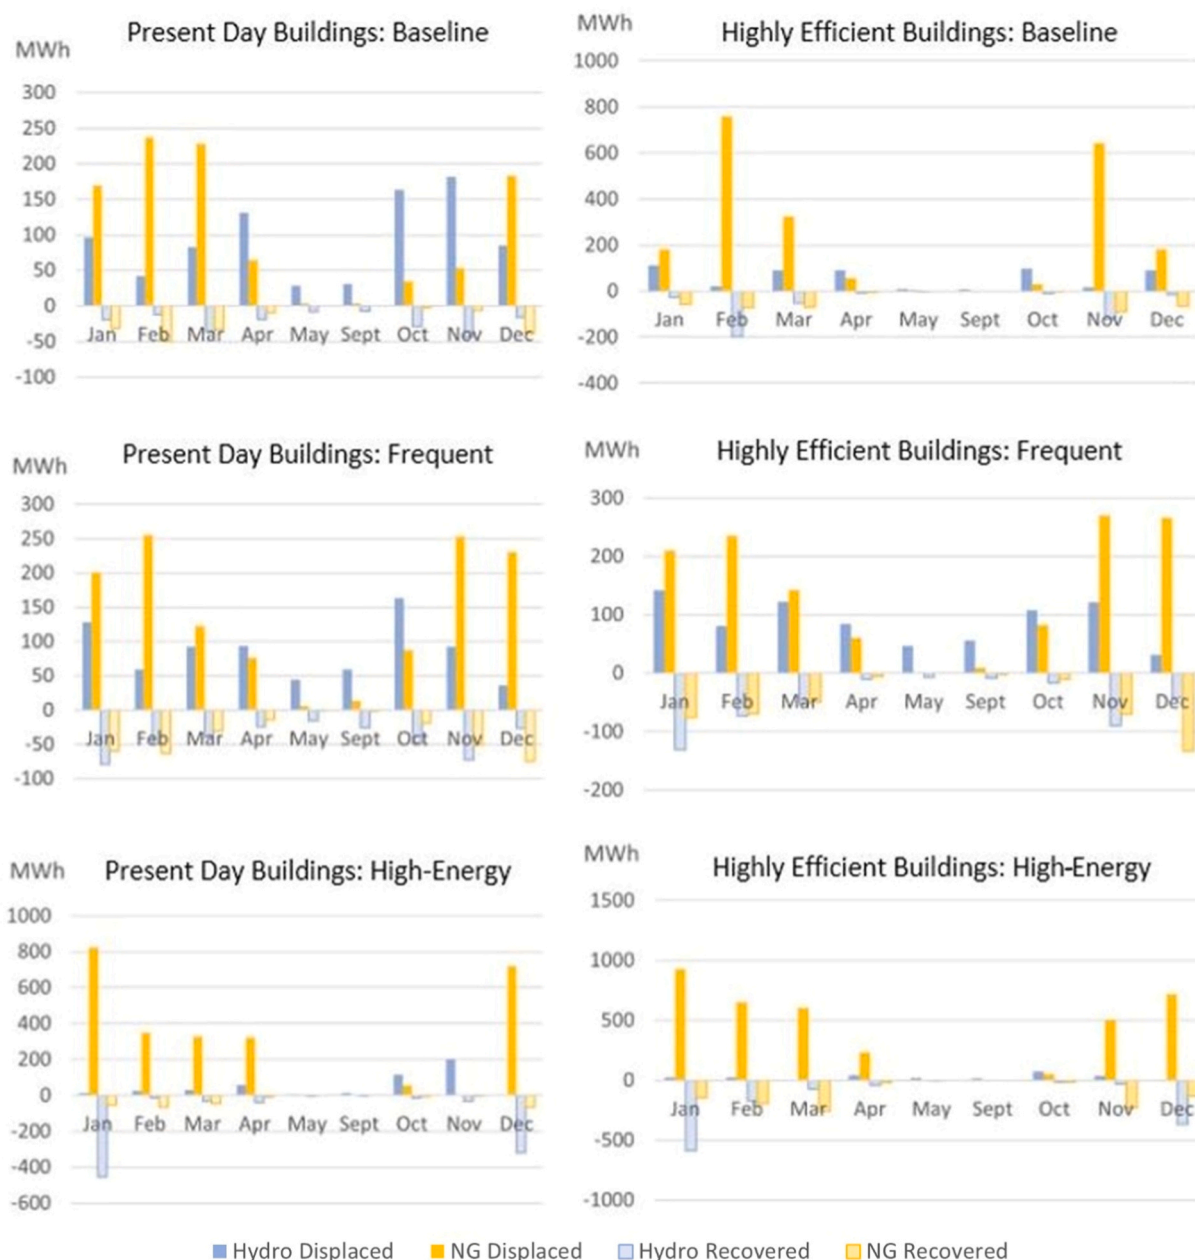 Present Day Buildings: Baseline
MWh
300
250
200
150
100
50
0
-50
-100
Jan Feb Mar Apr May Sept Oct Nov Dec
Highly Efficient Buildings: Baseline
MWh
1000
800
600
400
200
0
-200
-400
Jan Feb Mar Apr May Sept Oct Nov Dec
Present Day Buildings: Frequent
MWh
300
250
200
150
100
50
0
-50
-100
Jan Feb Mar Apr May Sept Oct Nov Dec
Highly Efficient Buildings: Frequent
MWh
300
200
100
0
-100
-200
Jan Feb Mar Apr May Sept Oct Nov Dec
Present Day Buildings: High-Energy
MWh
1000
800
600
400
200
0
-200
-400
-600
Jan Feb Mar Apr May Sept Oct Nov Dec
Highly Efficient Buildings: High-Energy
MWh
1500
1000
500
0
-500
-1000
Jan Feb Mar Apr May Sept Oct Nov Dec
Hydro Displaced NG Displaced Hydro Recovered NG Recovered